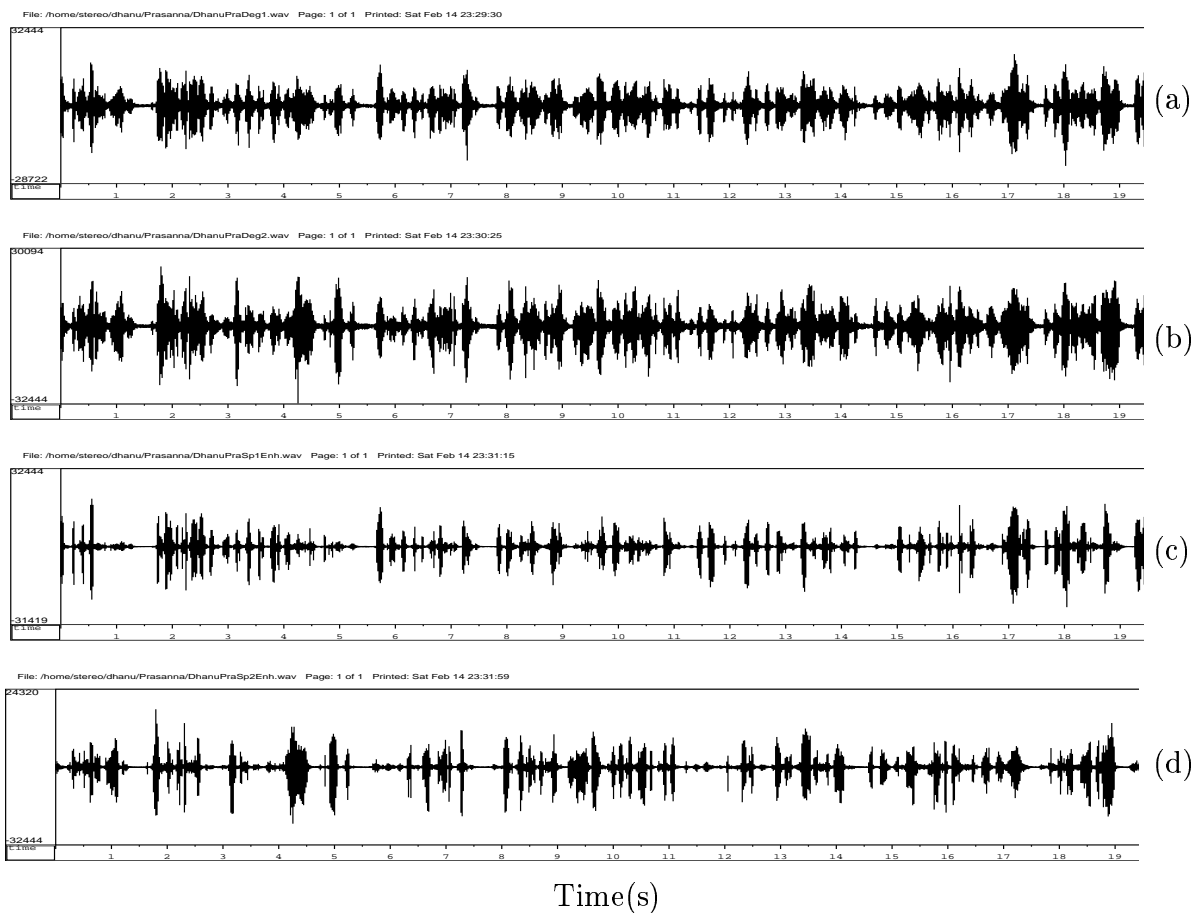 File: /home/stereo/dhanu/Prasanna/DhanuPraDeg1.wav Page: 1 of 1 Printed: Sat Feb 14 23:29:30
32444
(a)
-28722
time 1 2 3 4 5 6 7 8 9 10 11 12 13 14 15 16 17 18 19
File: /home/stereo/dhanu/Prasanna/DhanuPraDeg2.wav Page: 1 of 1 Printed: Sat Feb 14 23:30:25
30094
(b)
-32444
time 1 2 3 4 5 6 7 8 9 10 11 12 13 14 15 16 17 18 19
File: /home/stereo/dhanu/Prasanna/DhanuPraSp1Enh.wav Page: 1 of 1 Printed: Sat Feb 14 23:31:15
32444
(c)
-31419
time 1 2 3 4 5 6 7 8 9 10 11 12 13 14 15 16 17 18 19
File: /home/stereo/dhanu/Prasanna/DhanuPraSp2Enh.wav Page: 1 of 1 Printed: Sat Feb 14 23:31:59
24320
(d)
-32444
time 1 2 3 4 5 6 7 8 9 10 11 12 13 14 15 16 17 18 19
Time(s)